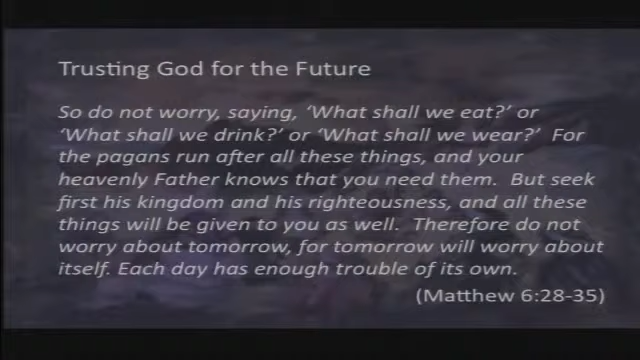 Trusting God for the Future
So do not worry, saying, ‘What shall we eat?’ or
‘What shall we drink?’ or ‘What shall we wear?’  For
the pagans run after all these things, and your
heavenly Father knows that you need them.  But seek
first his kingdom and his righteousness, and all these
things will be given to you as well.  Therefore do not
worry about tomorrow, for tomorrow will worry about
itself. Each day has enough trouble of its own.
(Matthew 6:28-35)